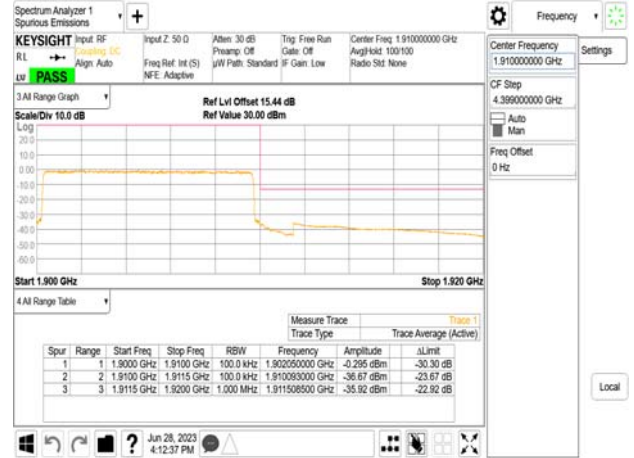 Spectrum Analyzer 1
Spurious Emissions
Frequency
KEYSIGHT
Input: RF
Input Z: 50 Ω
Atten: 30 dB
Trig: Free Run
Center Freq: 1.910000000 GHz
RL
Coupling: DC
Preamp: Off
Gate: Off
Avg|Hold: 100/100
Align: Auto
Freq Ref: Int (S)
µW Path: Standard
IF Gain: Low
Radio Std: None
LW PASS
NFE: Adaptive
3 All Range Graph
Ref Lvl Offset 15.44 dB
Scale/Div 10.0 dB
Ref Value 30.00 dBm
Log
20.0
10.0
0.00
-10.0
-20.0
-30.0
-40.0
-50.0
-60.0
Start 1.900 GHz
Stop 1.920 GHz
4 All Range Table
Measure Trace Trace 1
Trace Type Trace Average (Active)
Spur Range Start Freq Stop Freq RBW Frequency Amplitude ΔLimit
1 1 1.9000 GHz 1.9100 GHz 100.0 kHz 1.902050000 GHz -0.295 dBm -30.30 dB
2 2 1.9100 GHz 1.9115 GHz 100.0 kHz 1.910093000 GHz -36.67 dBm -23.67 dB
3 3 1.9115 GHz 1.9200 GHz 1.000 MHz 1.911508500 GHz -35.92 dBm -22.92 dB
Jun 28, 2023
4:12:37 PM
Center Frequency
1.910000000 GHz
Settings
CF Step
4.399000000 GHz
Auto
Man
Freq Offset
0 Hz
Local